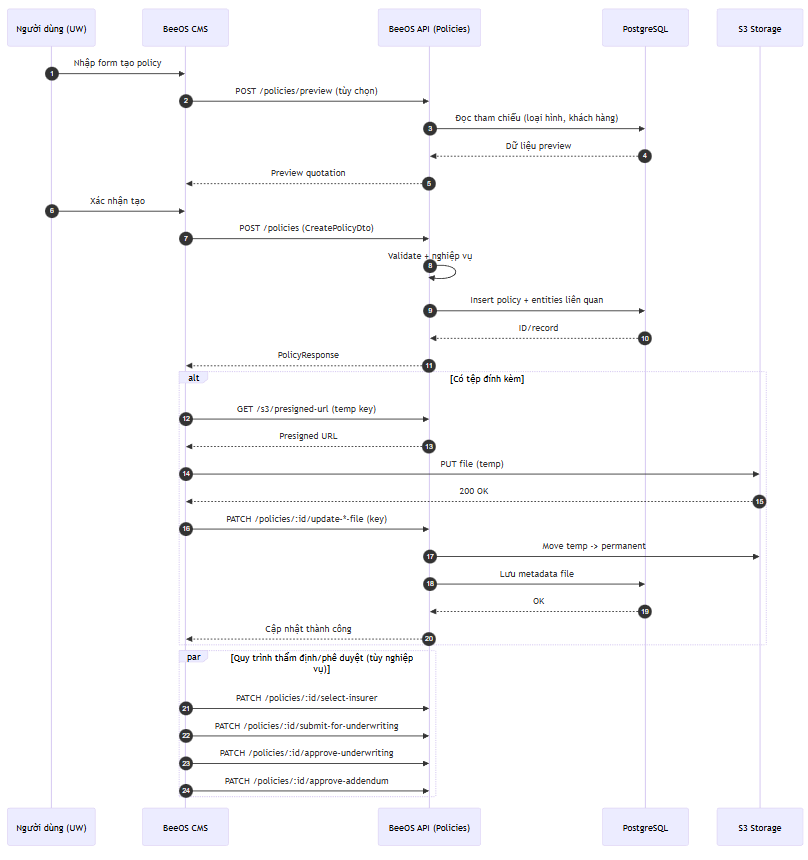 Người dùng (UW)
BeeOS CMS
BeeOS API (Policies)
PostgreSQL
S3 Storage
Nhập form tạo policy
1
POST /policies/preview (tùy chọn)
2
Đọc tham chiếu (loại hình, khách hàng)
3
Dữ liệu preview
4
Preview quotation
5
Xác nhận tạo
6
POST /policies (CreatePolicyDto)
7
Validate + nghiệp vụ
8
Insert policy + entities liên quan
9
ID/record
10
PolicyResponse
11
alt
[Có tệp đính kèm]
GET /s3/presigned-url (temp key)
12
Presigned URL
13
PUT file (temp)
14
200 OK
15
PATCH /policies/:id/update-*-file (key)
16
Move temp -> permanent
17
Lưu metadata file
18
OK
19
Cập nhật thành công
20
par
[Quy trình thẩm định/phê duyệt (tùy nghiệp
vụ)]
PATCH /policies/:id/select-insurer
21
PATCH /policies/:id/submit-for-underwriting
22
PATCH /policies/:id/approve-underwriting
23
PATCH /policies/:id/approve-addendum
24
Người dùng (UW)
BeeOS CMS
BeeOS API (Policies)
PostgreSQL
S3 Storage